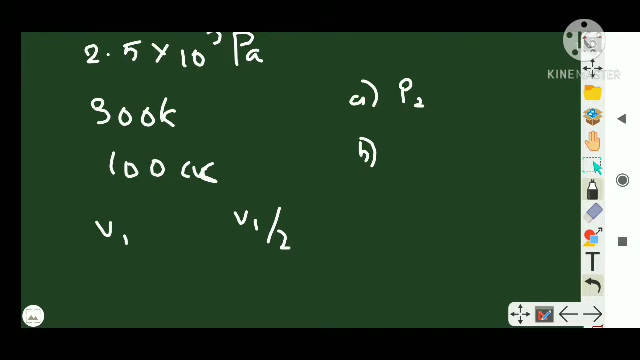 2.5 × 10⁵ Pa
300k
100 cc
V₁ V₁/2
a) P₂
b)
KINEMASTER
T